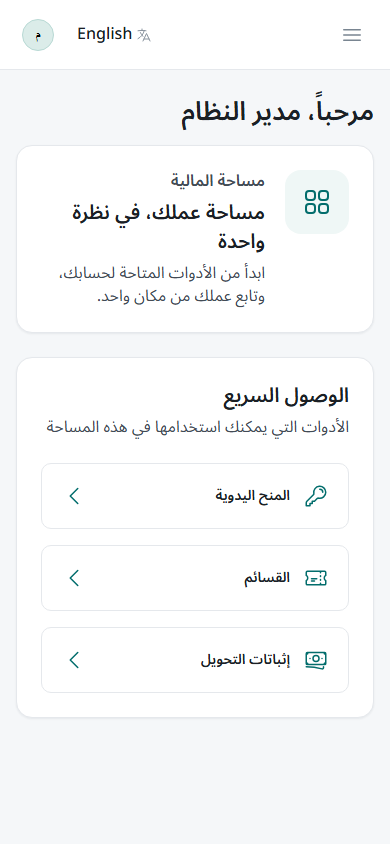 م
English
مرحباً، مدير النظام
مساحة المالية
مساحة عملك، في نظرة
واحدة
ابدأ من الأدوات المتاحة لحسابك،
وتابع عملك من مكان واحد.
الوصول السريع
الأدوات التي يمكنك استخدامها في هذه المساحة
المنح اليدوية
القسائم
إثباتات التحويل